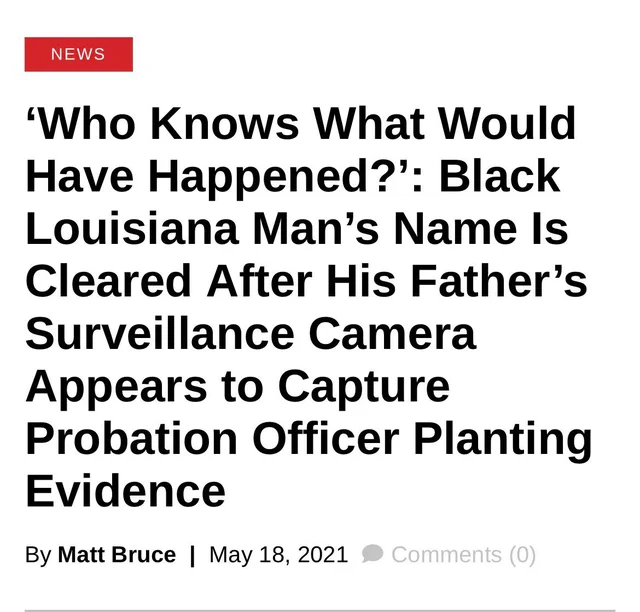 NEWS
‘Who Knows What Would
Have Happened?’: Black
Louisiana Man’s Name Is
Cleared After His Father’s
Surveillance Camera
Appears to Capture
Probation Officer Planting
Evidence
By Matt Bruce | May 18, 2021 Comments (0)